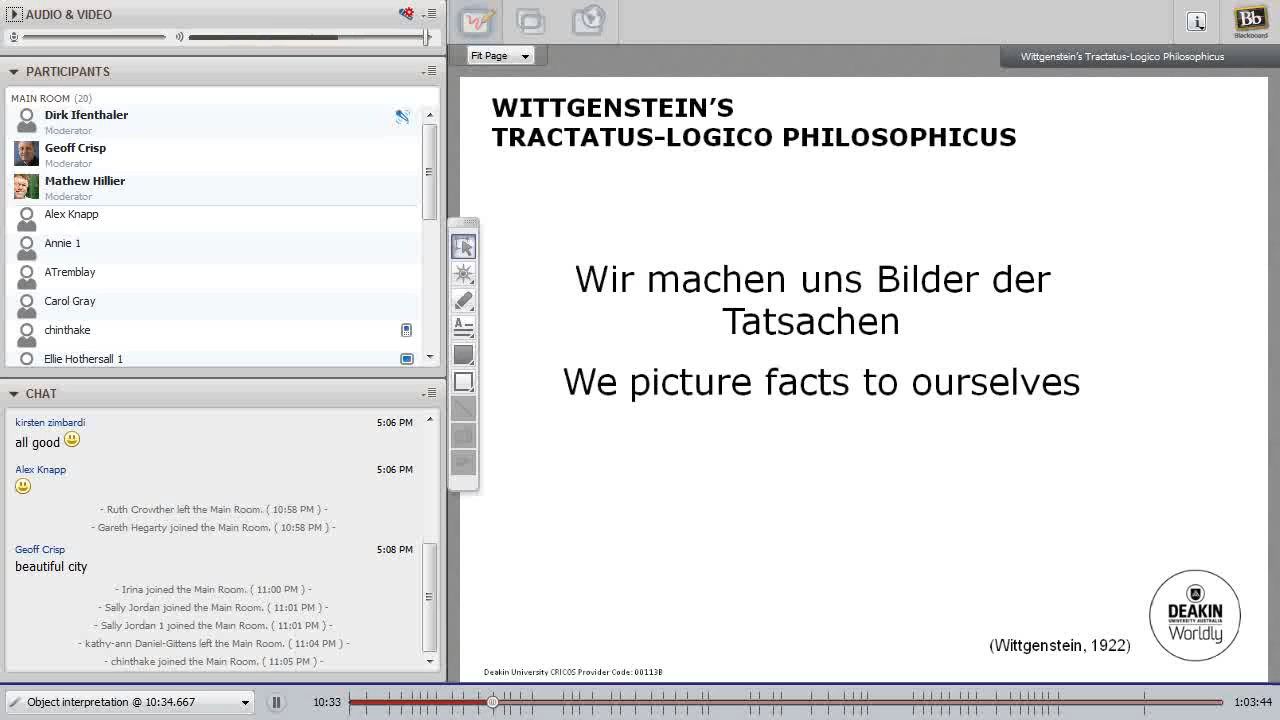 AUDIO & VIDEO
PARTICIPANTS
MAIN ROOM (20)
Dirk Ifenthaler
Moderator
Geoff Crisp
Moderator
Mathew Hillier
Moderator
Alex Knapp
Annie 1
ATremblay
Carol Gray
chinthake
Ellie Hothersall 1
CHAT
kirsten zimbardi 5:06 PM
all good
Alex Knapp 5:06 PM
- Ruth Crowther left the Main Room. ( 10:58 PM ) -
- Gareth Hegarty joined the Main Room. ( 10:58 PM ) -
Geoff Crisp 5:08 PM
beautiful city
- Irina joined the Main Room. ( 11:00 PM ) -
- Sally Jordan joined the Main Room. ( 11:01 PM ) -
- Sally Jordan 1 joined the Main Room. ( 11:01 PM ) -
- kathy-ann Daniel-Gittens left the Main Room. ( 11:04 PM ) -
- chinthake joined the Main Room. ( 11:05 PM ) -
Bb
Blackboard
Fit Page
Wittgenstein's Tractatus-Logico Philosophicus
WITTGENSTEIN'S
TRACTATUS-LOGICO PHILOSOPHICUS
Wir machen uns Bilder der
Tatsachen
We picture facts to ourselves
(Wittgenstein, 1922)
DEAKIN
UNIVERSITY AUSTRALIA
Worldly
Deakin University CRICOS Provider Code: 00113B
Object interpretation @ 10:34.667
10:33
1:03:44